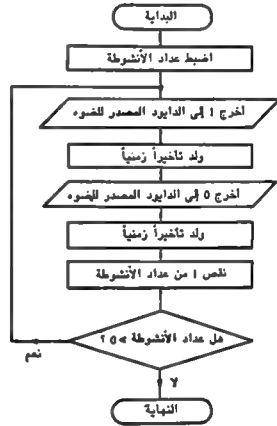 البداية
اضبط عداد الأنشوطة
أخرج 1 إلى الدايود المصدر للضوء
ولد تأخيراً زمنياً
أخرج 0 إلى الدايود المصدر للضوء
ولد تأخيراً زمنياً
نقص 1 من عداد الأنشوطة
هل عداد الأنشوطة > 0 ؟
نعم
لا
النهاية